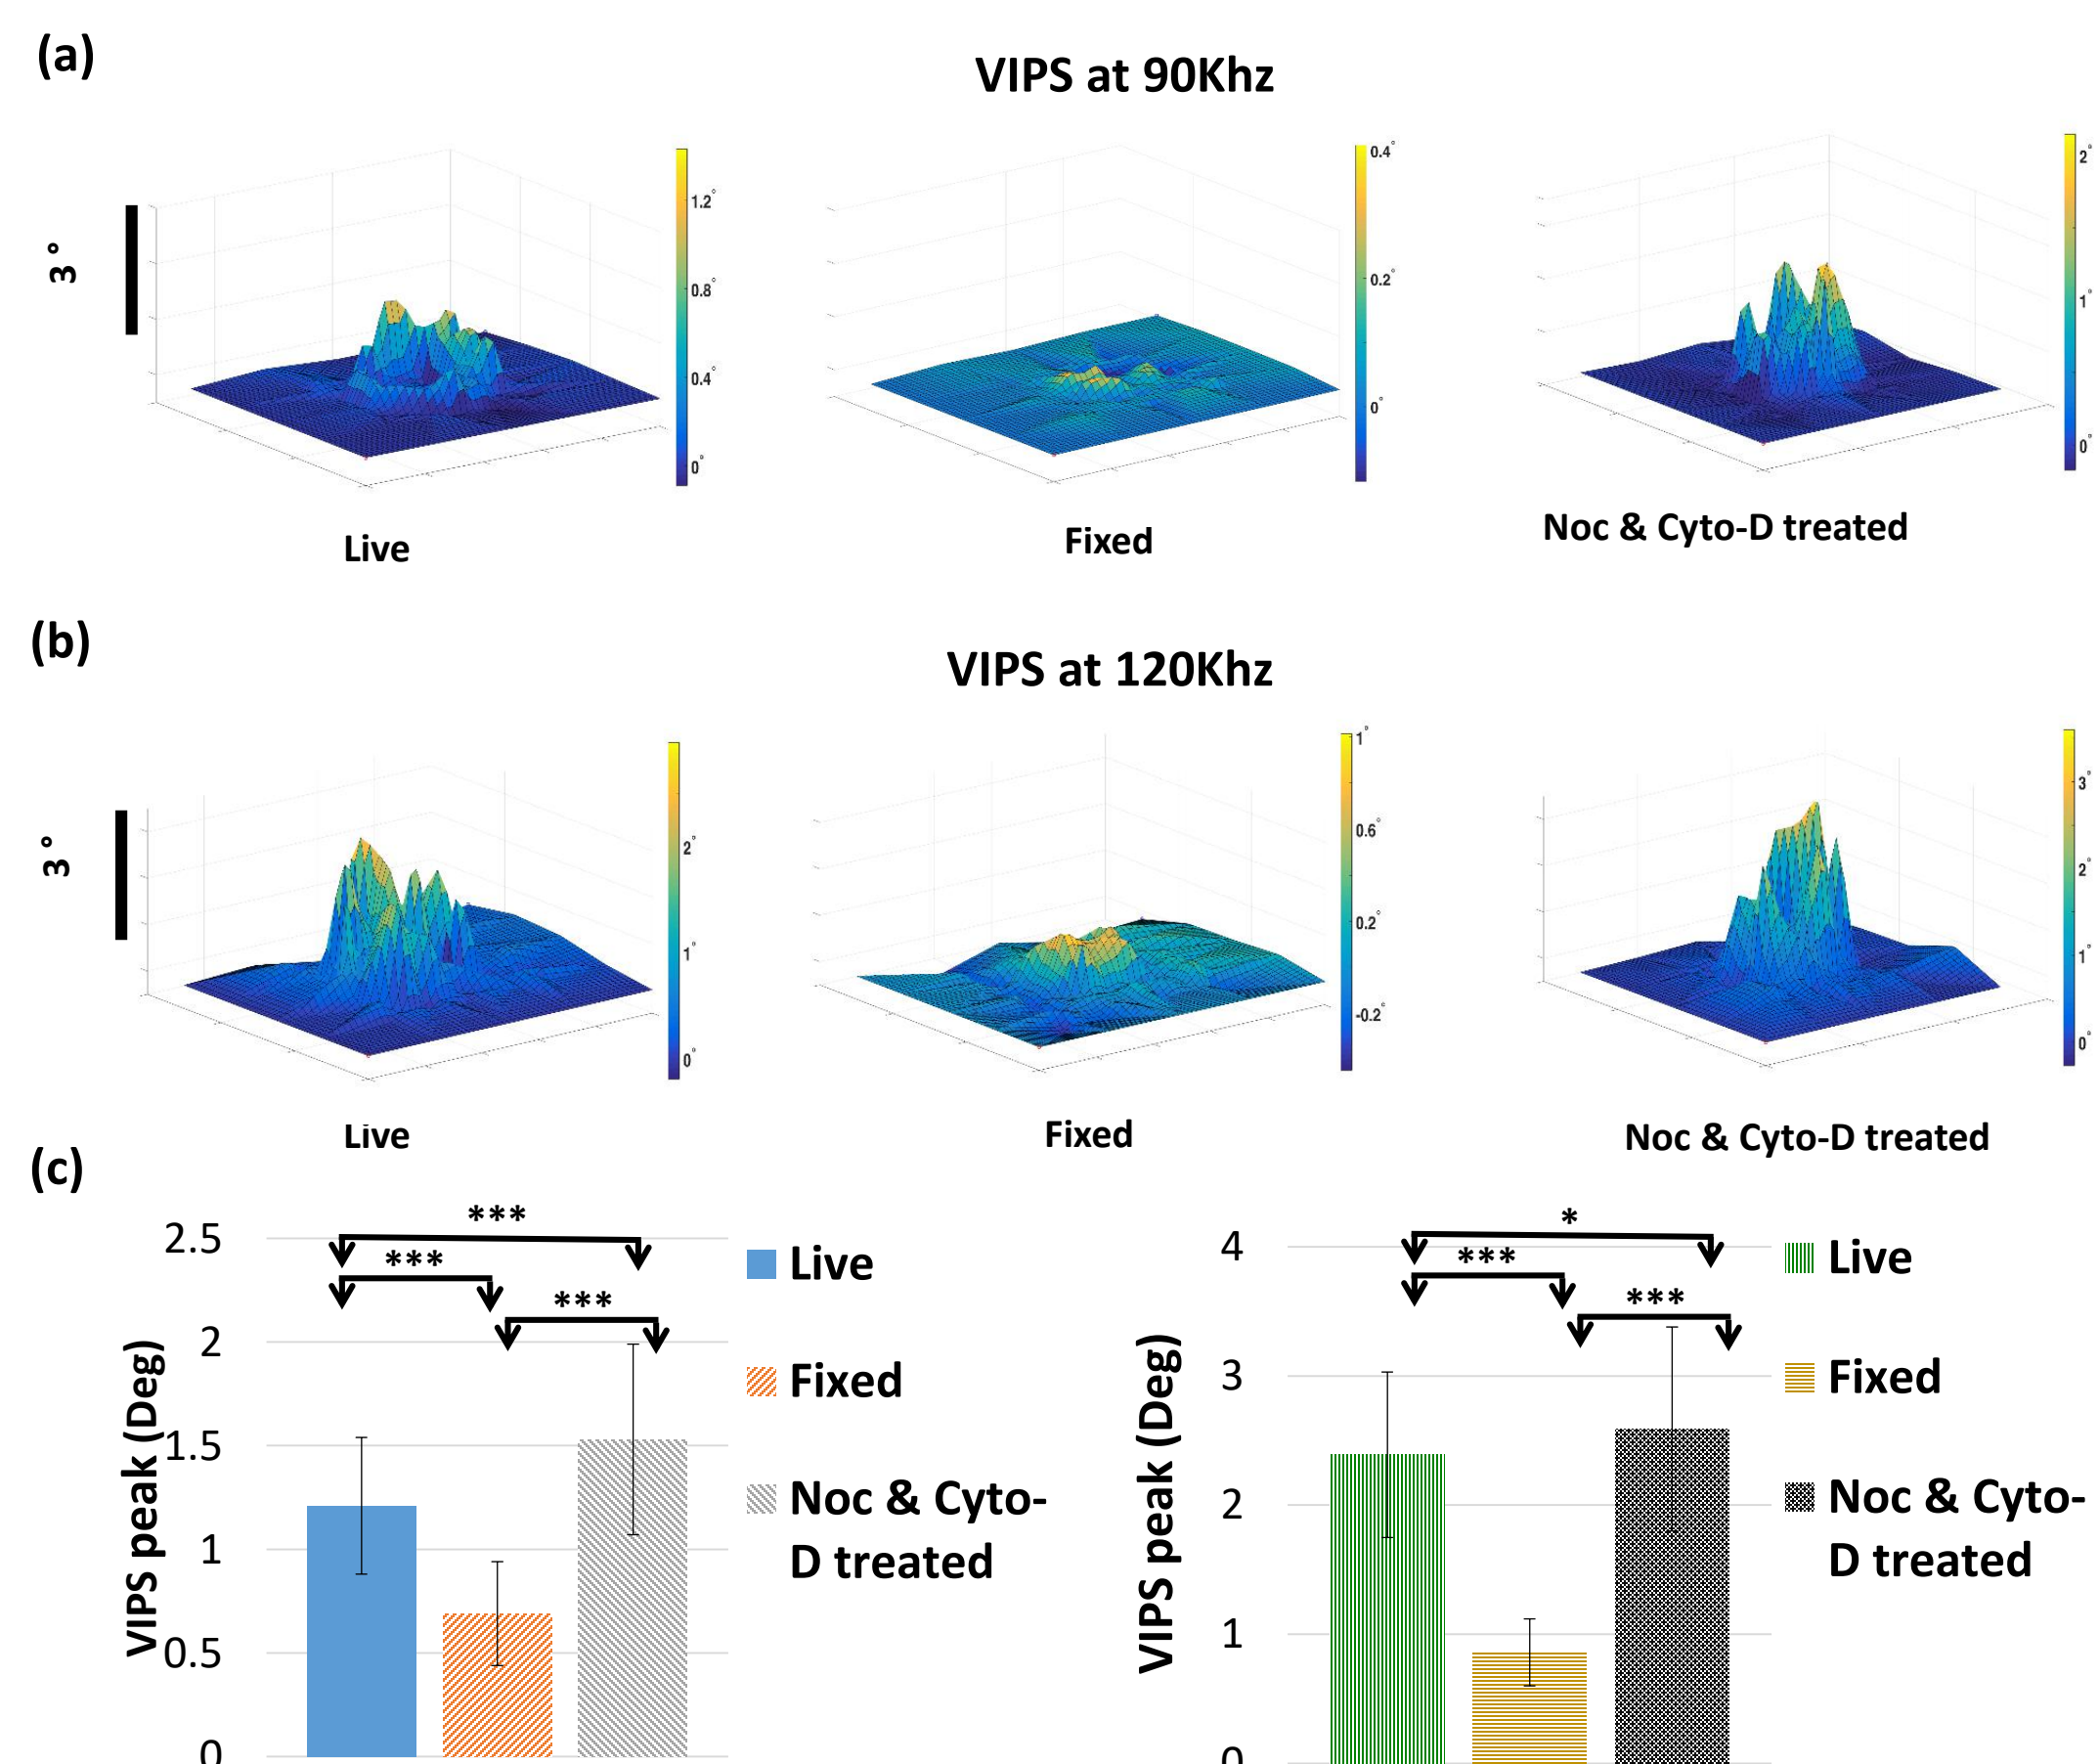 (a)
VIPS at 90Khz
3 °
1.2°
0.8°
0.4°
0°
0.4°
0.2°
0°
2°
1°
0°
Live
Fixed
Noc & Cyto-D treated
(b)
VIPS at 120Khz
3 °
2°
1°
0°
1°
0.6°
0.2°
-0.2°
3°
2°
1°
0°
Live
Fixed
Noc & Cyto-D treated
(c)
VIPS peak (Deg)
2.5
2
1.5
1
0.5
0
***
***
***
Live
Fixed
Noc & Cyto-
D treated
VIPS peak (Deg)
4
3
2
1
0
*
***
***
Live
Fixed
Noc & Cyto-
D treated